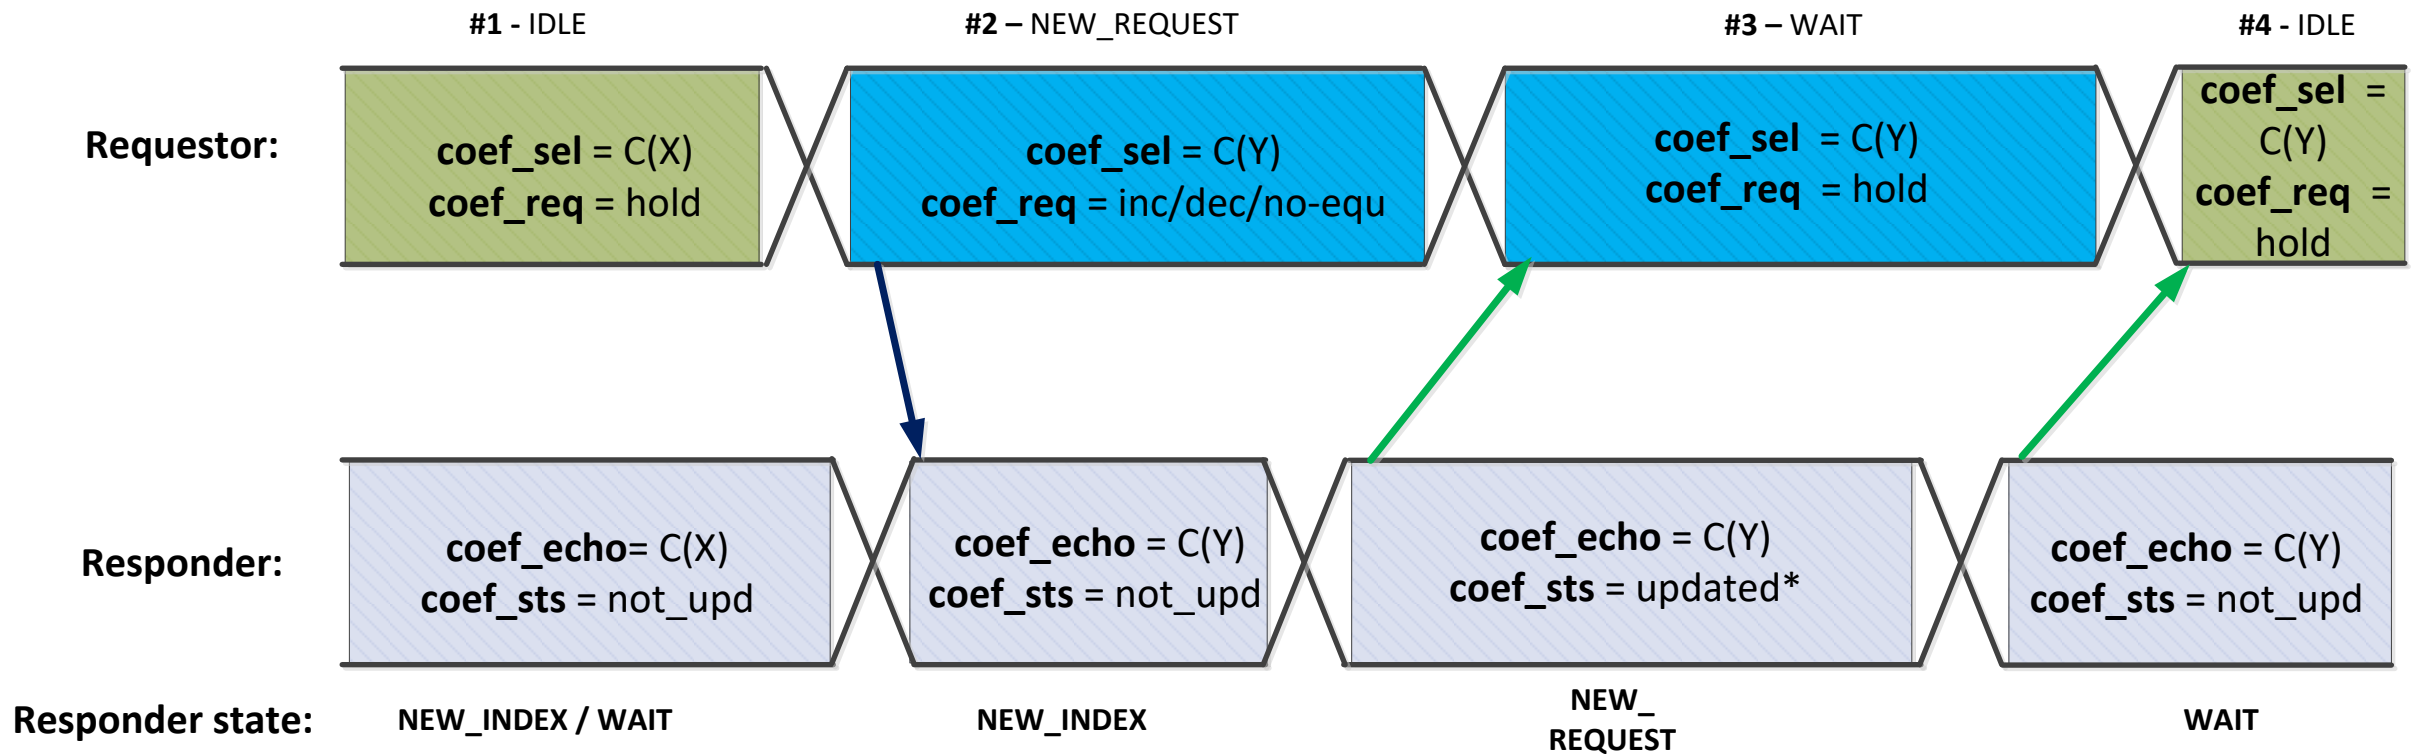 #1 - IDLE
#2 – NEW_REQUEST
#3 – WAIT
#4 - IDLE
Requestor:
coef_sel = C(X)
coef_req = hold
coef_sel = C(Y)
coef_req = inc/dec/no-equ
coef_sel = C(Y)
coef_req = hold
coef_sel =
C(Y)
coef_req =
hold
Responder:
coef_echo= C(X)
coef_sts = not_upd
coef_echo = C(Y)
coef_sts = not_upd
coef_echo = C(Y)
coef_sts = updated*
coef_echo = C(Y)
coef_sts = not_upd
Responder state:
NEW_INDEX / WAIT
NEW_INDEX
NEW_
REQUEST
WAIT